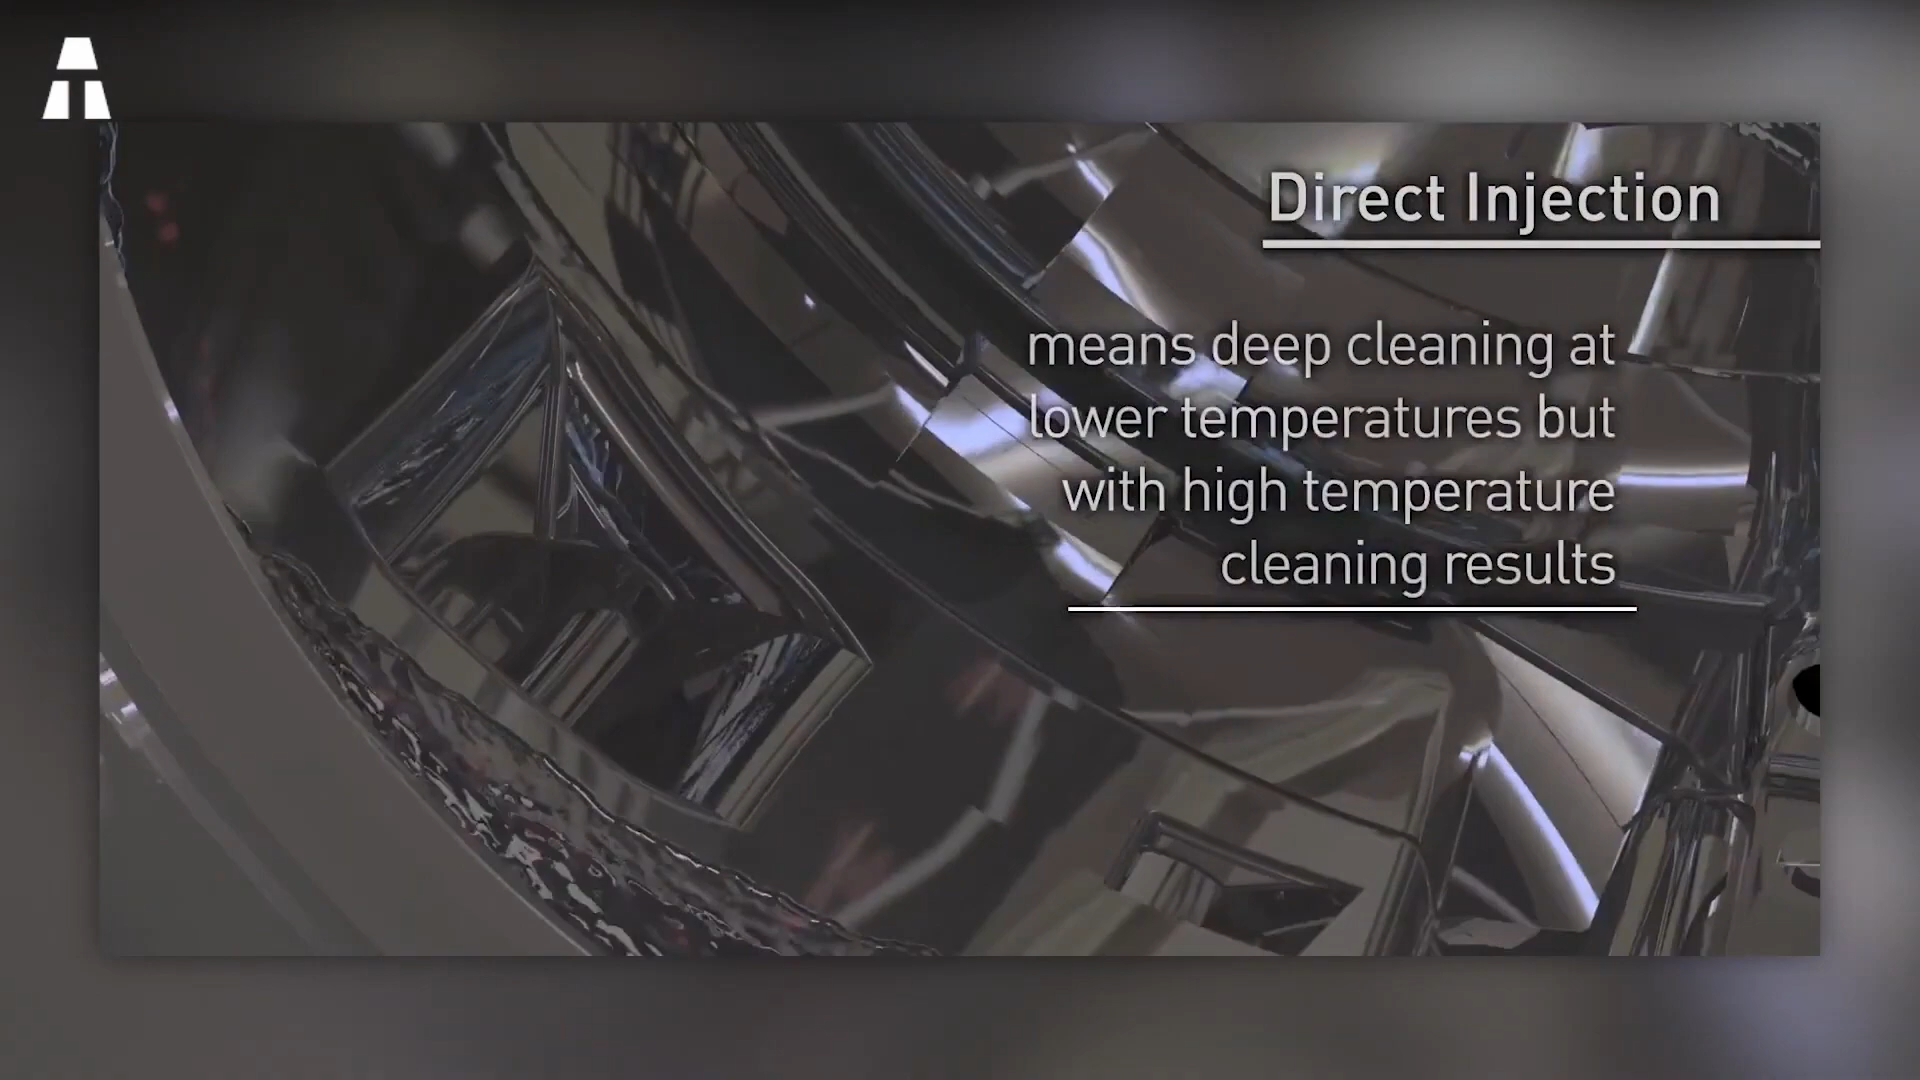 Direct Injection
means deep cleaning at
lower temperatures but
with high temperature
cleaning results